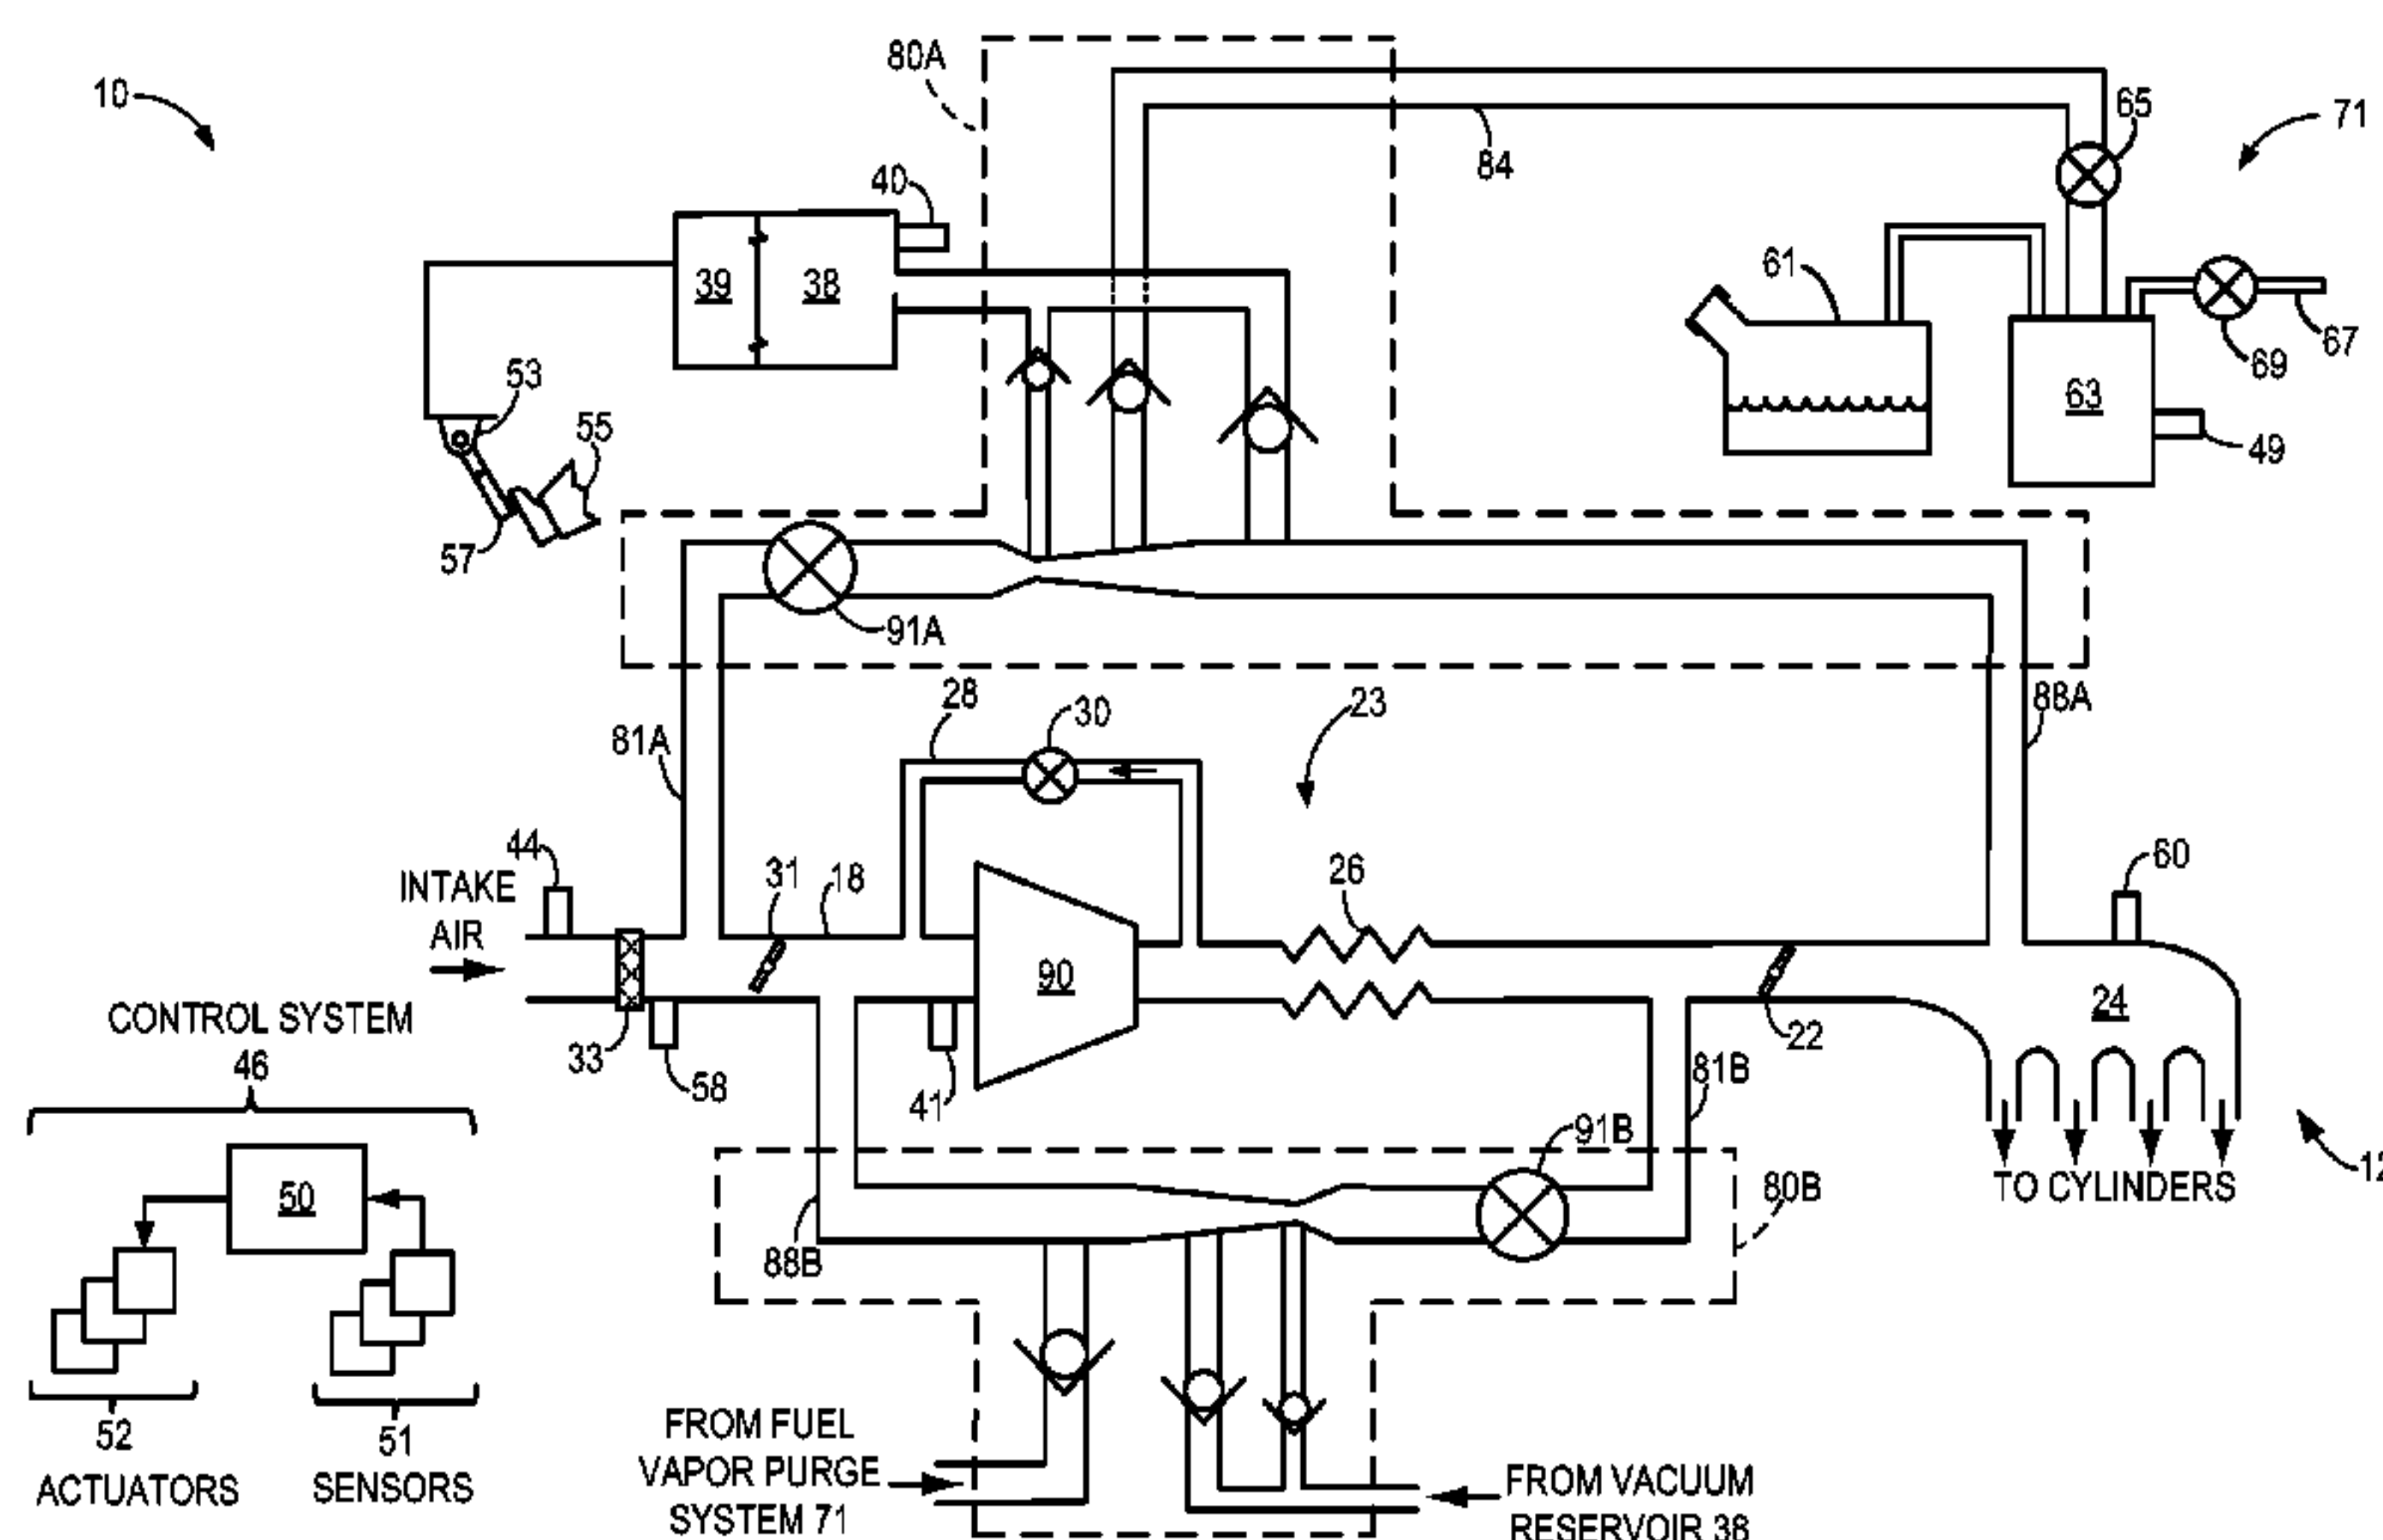 80A
10
65
71
84
40
61
39
38
53
55
67
69
63
49
57
91A
28
30
23
88A
81A
44
31
18
26
60
INTAKE
AIR
90
24
CONTROL SYSTEM
46
33
58
41
22
81B
91B
12
TO CYLINDERS
50
80B
88B
52
51
ACTUATORS
SENSORS
FROM FUEL
VAPOR PURGE
SYSTEM 71
FROM VACUUM
RESERVOIR 38